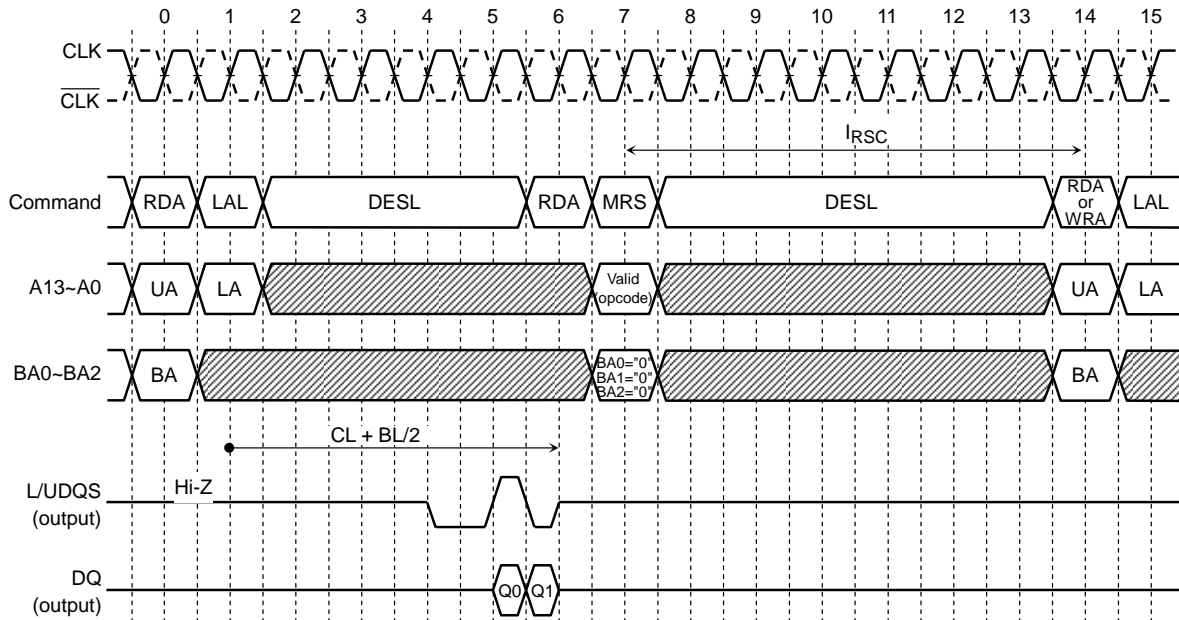 0 1 2 3 4 5 6 7 8 9 10 11 12 13 14 15
CLK
CLK
IRSC
Command RDA LAL DESL RDA MRS DESL RDA or WRA LAL
A13~A0 UA LA Valid (opcode) UA LA
BA0~BA2 BA BA0="0" BA1="0" BA2="0" BA
CL + BL/2
L/UDQS (output) Hi-Z
DQ (output) Q0 Q1